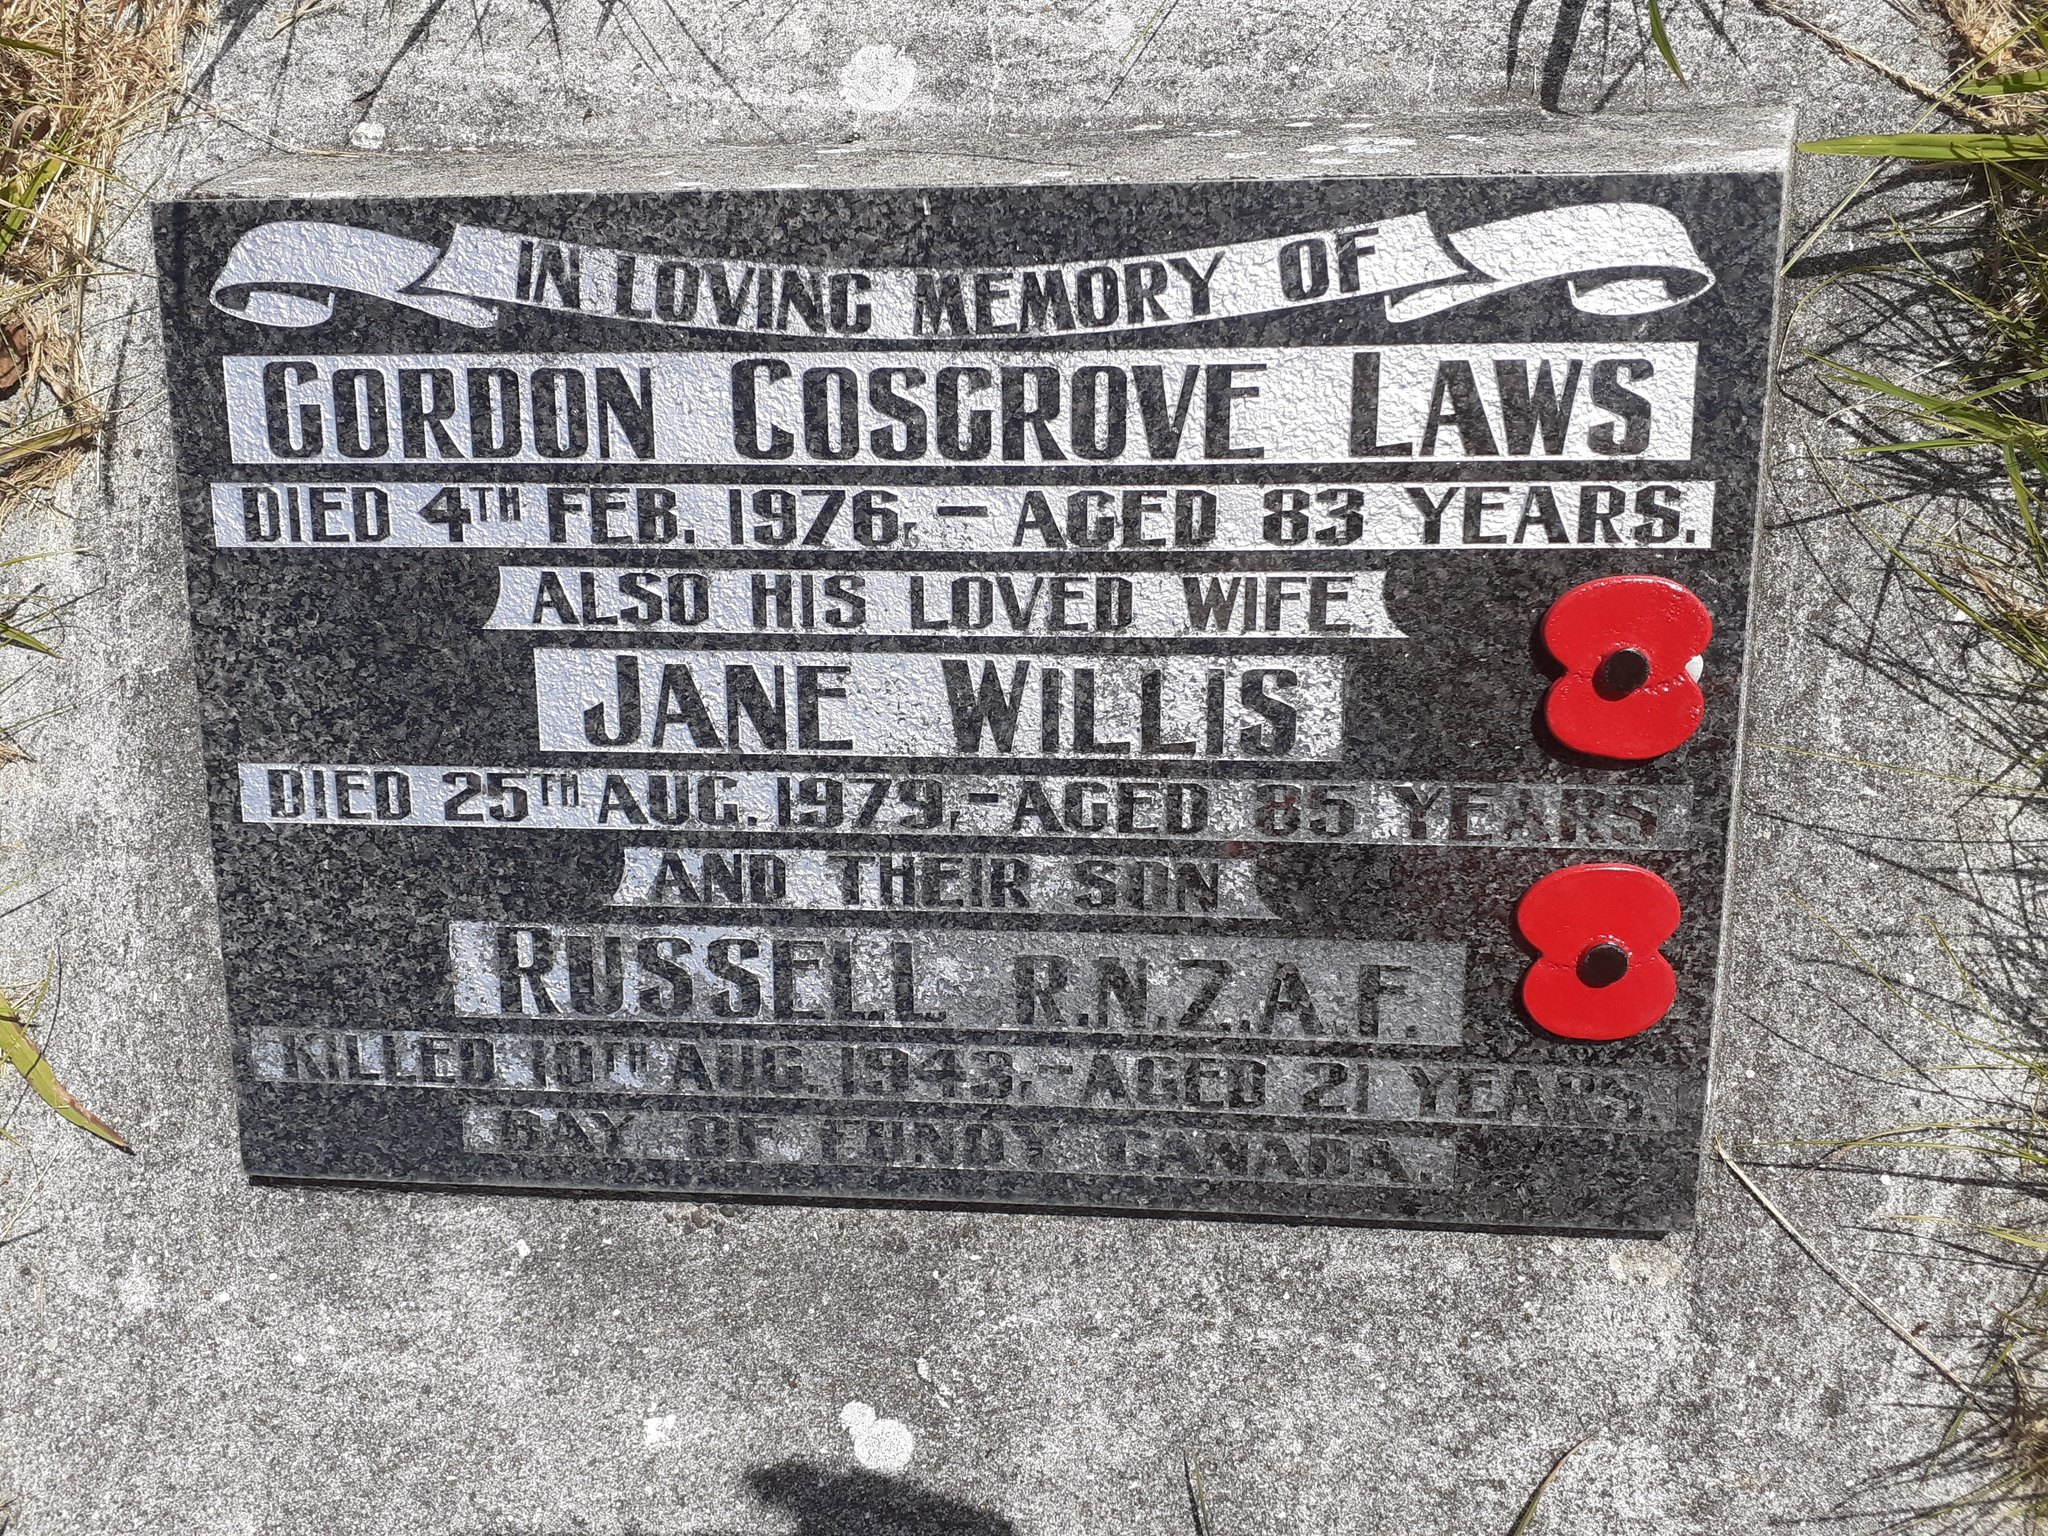 IN LOVING MEMORY OF
GORDON COSGROVE LAWS
DIED 4TH FEB. 1976. - AGED 83 YEARS.
ALSO HIS LOVED WIFE
JANE WILLIS
DIED 25TH AUG. 1979. - AGED 85 YEARS
AND THEIR SON
RUSSELL R.N.Z.A.F.
KILLED 10TH AUG. 1943. - AGED 21 YEARS.
BAY OF FUNDY CANADA.